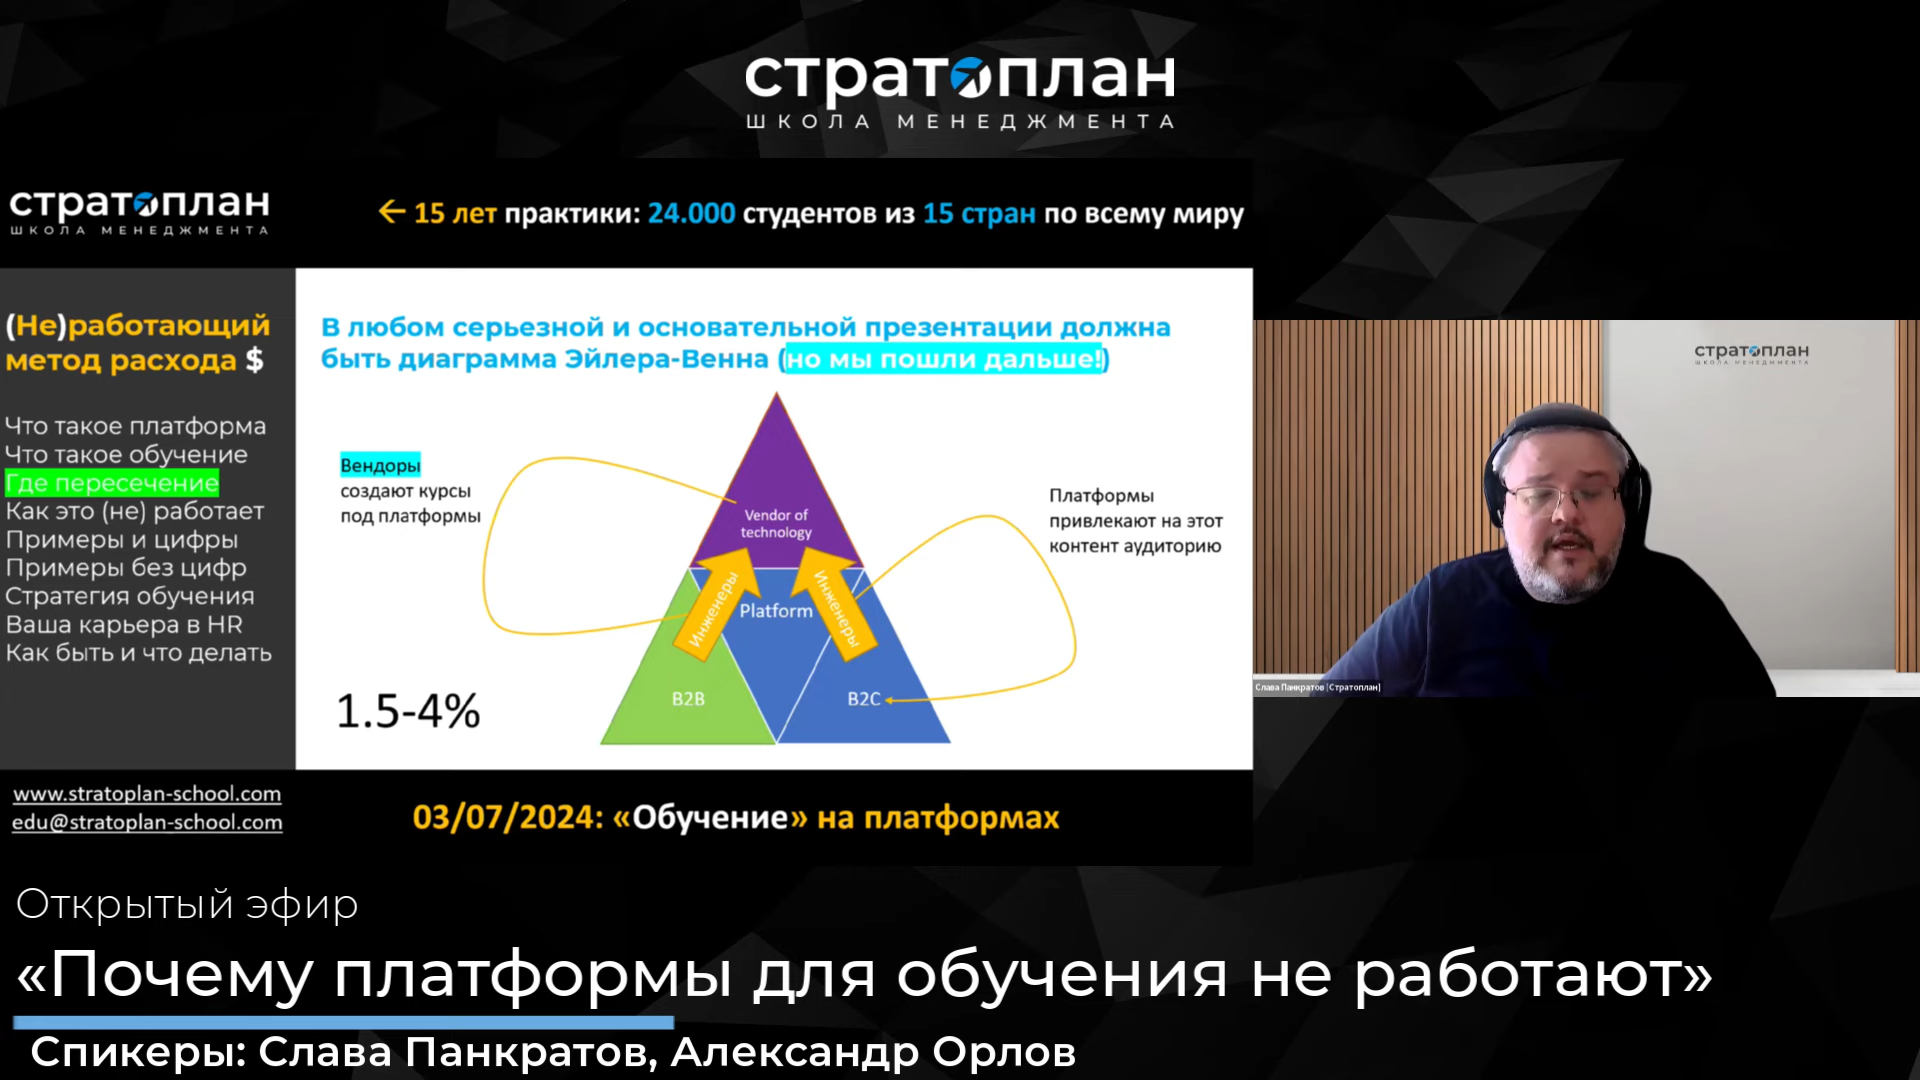 стратоплан
ШКОЛА МЕНЕДЖМЕНТА
стратоплан
ШКОЛА МЕНЕДЖМЕНТА
← 15 лет практики: 24.000 студентов из 15 стран по всему миру
(Не)работающий
метод расхода $
Что такое платформа
Что такое обучение
Где пересечение
Как это (не) работает
Примеры и цифры
Примеры без цифр
Стратегия обучения
Ваша карьера в HR
Как быть и что делать
В любом серьезной и основательной презентации должна
быть диаграмма Эйлера-Венна (но мы пошли дальше!)
Вендоры
создают курсы
под платформы
Vendor of
technology
Платформы
привлекают на этот
контент аудиторию
Инженеры
Platform
Инженеры
B2B
B2C
1.5-4%
стратоплан
ШКОЛА МЕНЕДЖМЕНТА
Слава Панкратов [Стратоплан]
www.stratoplan-school.com
edu@stratoplan-school.com
03/07/2024: «Обучение» на платформах
Открытый эфир
«Почему платформы для обучения не работают»
Спикеры: Слава Панкратов, Александр Орлов